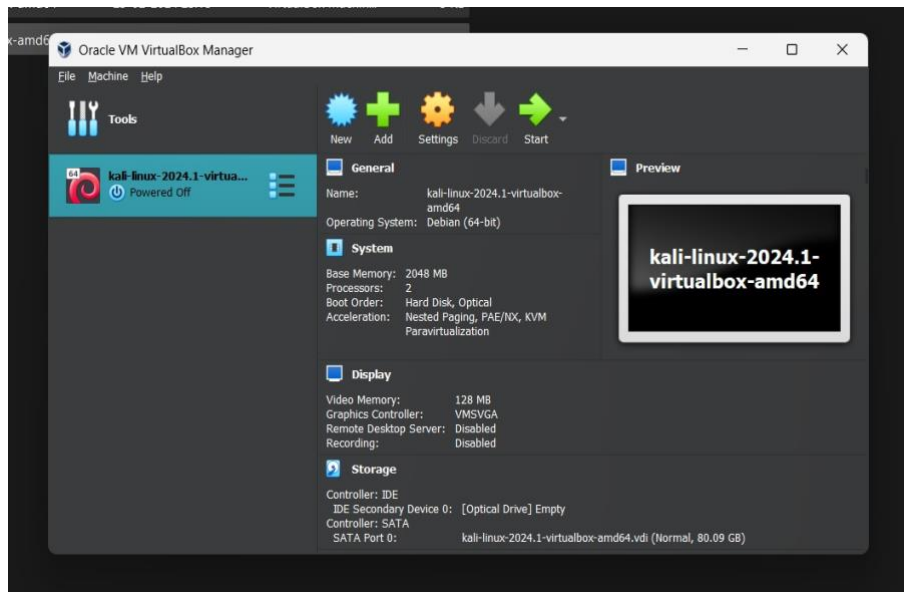 x-amd6
Oracle VM VirtualBox Manager
File Machine Help
Tools
New Add Settings Discard Start
64
kali-linux-2024.1-virtua...
Powered Off
General
Name: kali-linux-2024.1-virtualbox-
amd64
Operating System: Debian (64-bit)
System
Base Memory: 2048 MB
Processors: 2
Boot Order: Hard Disk, Optical
Acceleration: Nested Paging, PAE/NX, KVM
Paravirtualization
Preview
kali-linux-2024.1-
virtualbox-amd64
Display
Video Memory: 128 MB
Graphics Controller: VMSVGA
Remote Desktop Server: Disabled
Recording: Disabled
Storage
Controller: IDE
IDE Secondary Device 0: [Optical Drive] Empty
Controller: SATA
SATA Port 0: kali-linux-2024.1-virtualbox-amd64.vdi (Normal, 80.09 GB)